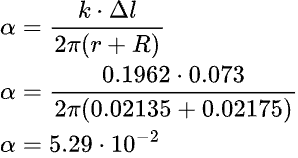 α = k · Δl / 2π(r + R)
α = 0.1962 · 0.073 / 2π(0.02135 + 0.02175)
α = 5.29 · 10⁻²